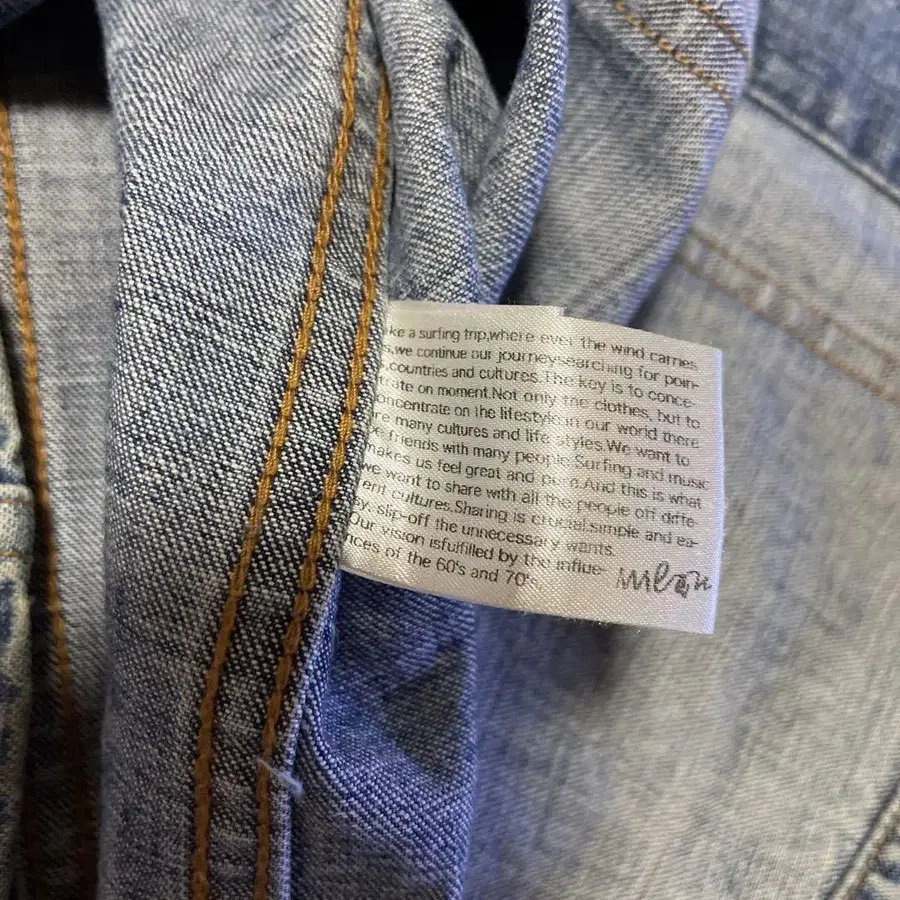 ke a surfing trip,where ever the wind carries
s,we continue our journeysearching for poin-
,countries and cultures.The key is to conce-
trate on moment.Not only the clothes, but to
oncentrate on the lifestyle in our world there
re many cultures and life styles.We want to
friends with many people.Surfing and music
makes us feel great and pure.And this is what
we want to share with all the people off diffe-
ent cultures.Sharing is crucial.simple and ea-
y. slip-off the unnecessary wants.
Our vision isfulfilled by the influe-
nces of the 60's and 70's.